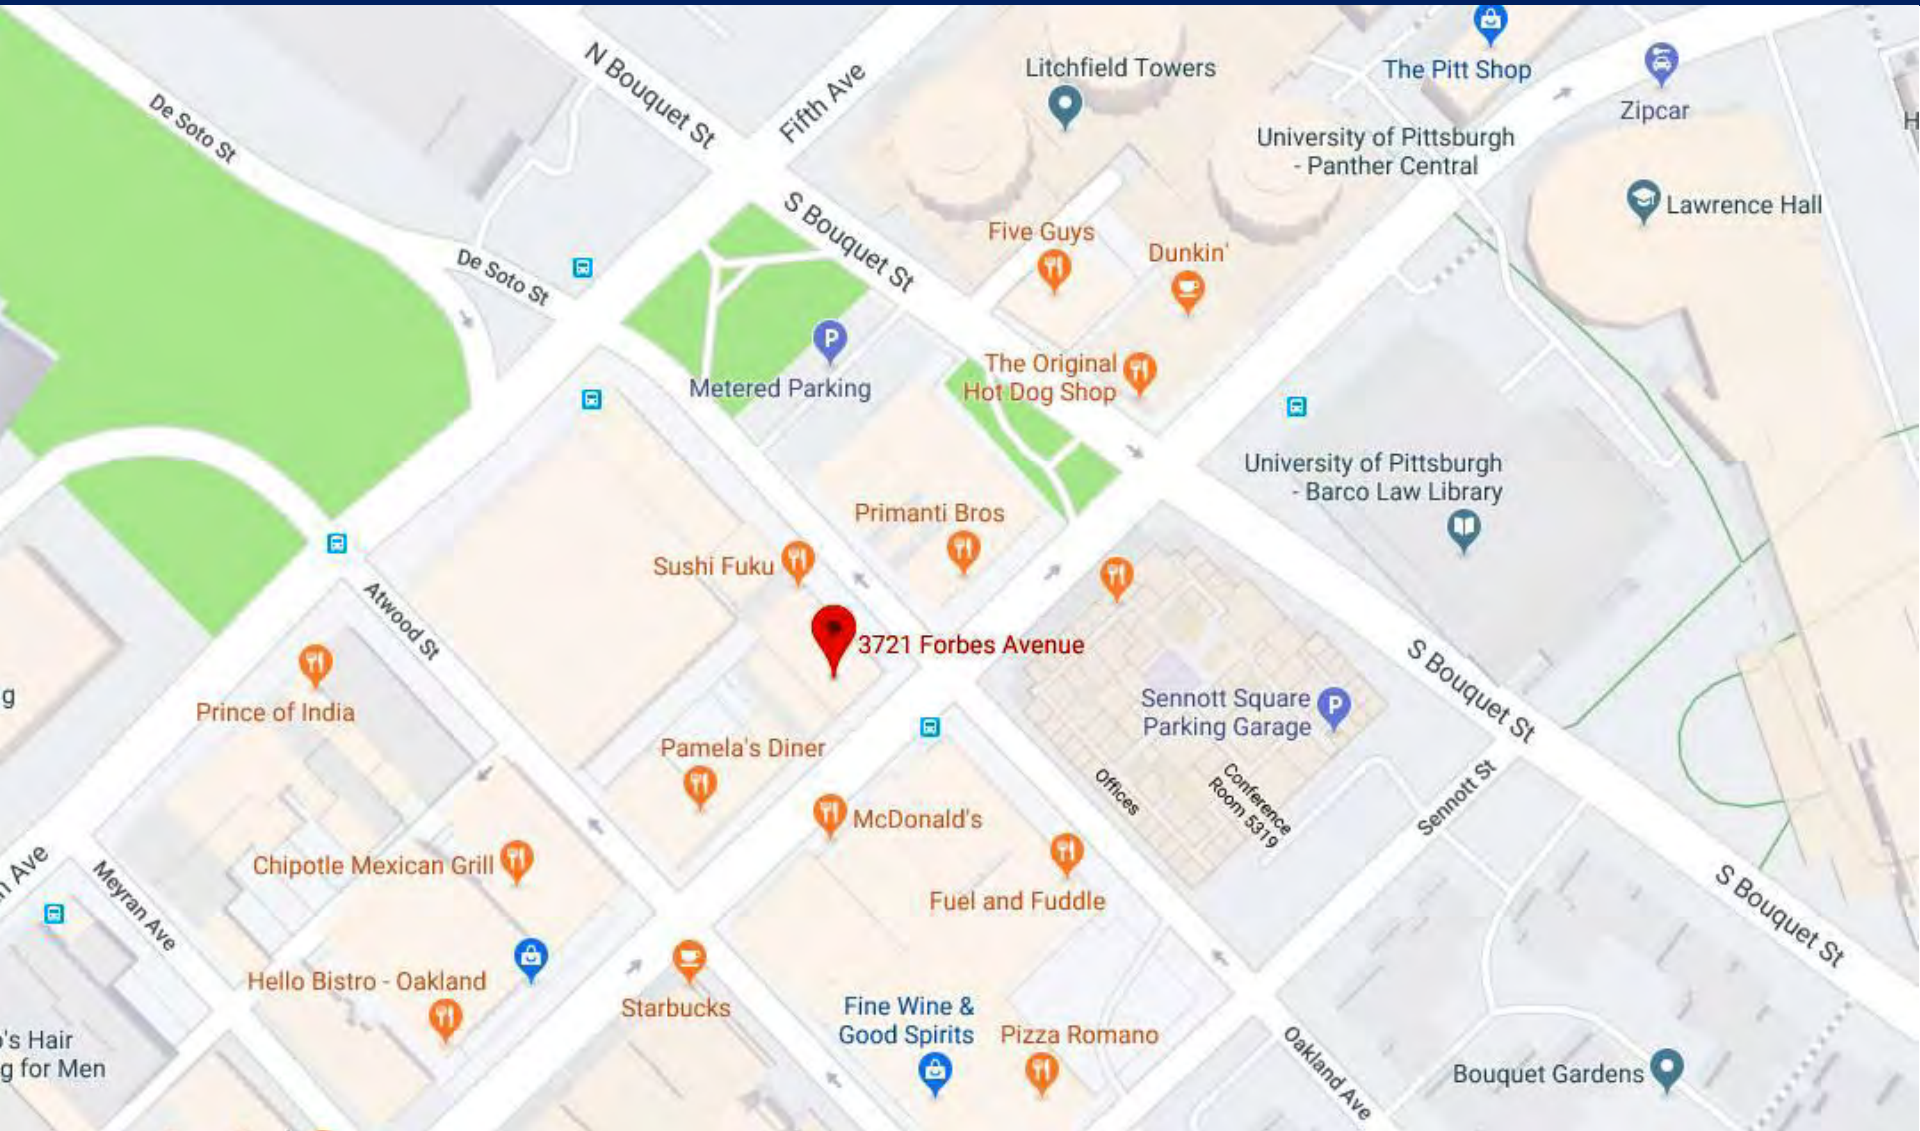 N Bouquet St
Fifth Ave
Litchfield Towers
The Pitt Shop
Zipcar
De Soto St
University of Pittsburgh
- Panther Central
H
Lawrence Hall
S Bouquet St
Five Guys
Dunkin'
De Soto St
P
Metered Parking
The Original
Hot Dog Shop
University of Pittsburgh
- Barco Law Library
Primanti Bros
Sushi Fuku
Atwood St
3721 Forbes Avenue
S Bouquet St
g
Prince of India
Sennott Square
Parking Garage
P
Pamela's Diner
Offices
Conference
Room 5319
Sennott St
McDonald's
Chipotle Mexican Grill
Ave
Meyran Ave
Fuel and Fuddle
S Bouquet St
Hello Bistro - Oakland
Starbucks
Fine Wine &
Good Spirits
Pizza Romano
's Hair
g for Men
Oakland Ave
Bouquet Gardens